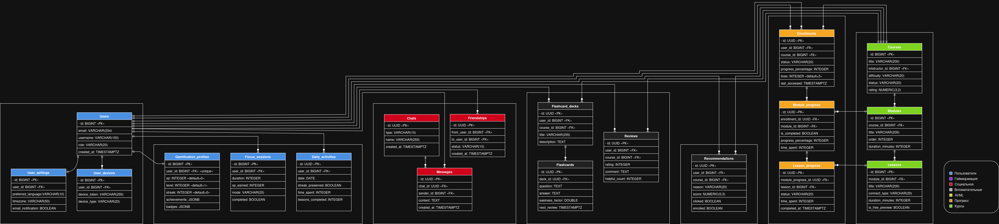 Users
- id: BIGINT «PK»
email: VARCHAR(254)
username: VARCHAR(150)
role: VARCHAR(20)
created_at: TIMESTAMPTZ
User_settings
- id: BIGINT «PK»
user_id: BIGINT «FK»
preferred_language:VARCHAR(10)
timezone: VARCHAR(50)
email_notification: BOOLEAN
User_devices
- id: BIGINT «PK»
user_id: BIGINT «FK»
device_token: VARCHAR(255)
device_type: VARCHAR(20)
Gamification_profiles
- id: BIGINT «PK»
user_id: BIGINT «FK» «unique»
xp: INTEGER «default=0»
level: INTEGER «default=1»
streak: INTEGER «default=0»
achievements: JSONB
badges: JSONB
Focus_sessions
- id: BIGINT «PK»
user_id: BIGINT «FK»
duration: INTEGER
xp_earned: INTEGER
mode: VARCHAR(20)
completed: BOOLEAN
Daily_activities
- id: UUID «PK»
user_id: BIGINT «FK»
date: DATE
streak_preserved: BOOLEAN
time_spent: INTEGER
lessons_completed: INTEGER
Chats
- id: UUID «PK»
type: VARCHAR(10)
name: VARCHAR(255)
created_at: TIMESTAMPTZ
Friendships
- id: UUID «PK»
from_user_id: BIGINT «FK»
to_user_id: BIGINT «FK»
status: VARCHAR(10)
created_at: TIMESTAMPTZ
Messages
- id: UUID «PK»
chat_id: UUID «FK»
sender_id: BIGINT «FK»
content: TEXT
created_at: TIMESTAMPTZ
Flashcard_decks
- id: UUID «PK»
user_id: BIGINT «FK»
course_id: BIGINT «FK»
title: VARCHAR(255)
description: TEXT
Flashcards
- id: UUID «PK»
deck_id: UUID «FK»
question: TEXT
answer: TEXT
easiness_factor: DOUBLE
next_review: TIMESTAMPTZ
Reviews
- id: UUID «PK»
user_id: BIGINT «FK»
course_id: BIGINT «FK»
rating: INTEGER
comment: TEXT
helpful_count: INTEGER
Recommendations
- id: UUID «PK»
user_id: BIGINT «FK»
course_id: BIGINT «FK»
reason: VARCHAR(20)
score: NUMERIC(5,3)
clicked: BOOLEAN
enrolled: BOOLEAN
Enrollments
- id: UUID «PK»
user_id: BIGINT «FK»
course_id: BIGINT «FK»
status: VARCHAR(20)
progress_percentage: INTEGER
lives: INTEGER «default=3»
last_accessed: TIMESTAMPTZ
Module_progress
- id: UUID «PK»
enrollment_id: UUID «FK»
module_id: BIGINT «FK»
is_completed: BOOLEAN
progress_percentage: INTEGER
time_spent: INTEGER
Lesson_progress
- id: UUID «PK»
module_progress_id: UUID «FK»
lesson_id: BIGNIT «FK»
status: VARCHAR(20)
time_spent: INTEGER
completed_at: TIMESTAMPTZ
Courses
- id: BIGINT «PK»
title: VARCHAR(200)
intstructor_id: BIGINT «FK»
difficulty: VARCHAR(20)
status: VARCHAR(20)
rating: NUMERIC(3,2)
Modules
- id: BIGINT «PK»
course_id: BIGINT «FK»
title: VARCHAR(200)
order: INTEGER
duration_minutes: INTEGER
Lessons
- id: BIGINT «PK»
module_id: BIGINT «FK»
title: VARCHAR(200)
connect_type: VARCHAR(20)
duration_minutes: INTEGER
is_free_preview: BOOLEAN
Пользователи
Геймификация
Социальное
Вспомогательные
AI/ML
Прогресс
Курсы